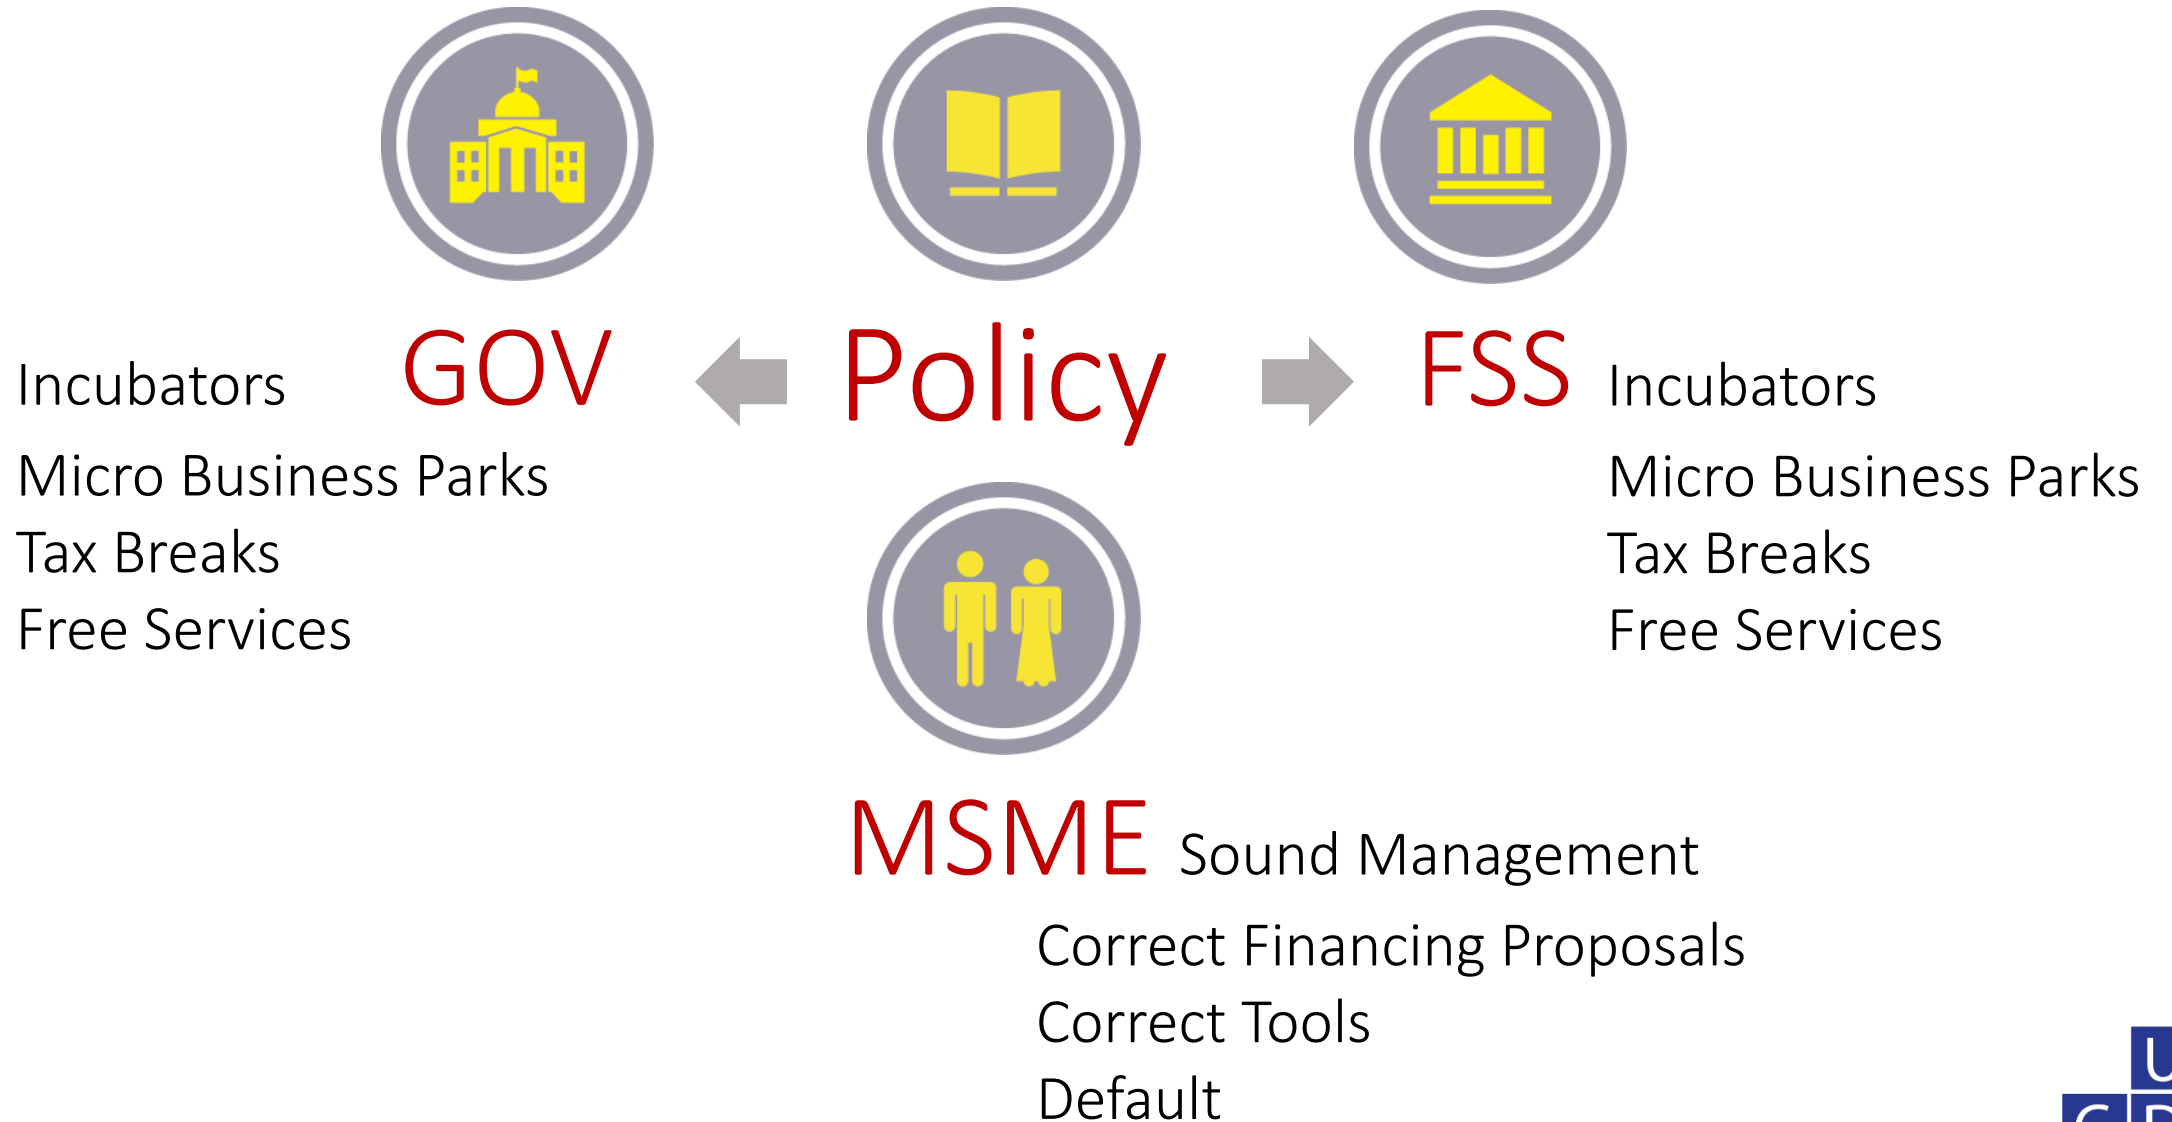 GOV
Incubators
Micro Business Parks
Tax Breaks
Free Services
Policy
FSS
Incubators
Micro Business Parks
Tax Breaks
Free Services
MSME
Sound Management
Correct Financing Proposals
Correct Tools
Default
U